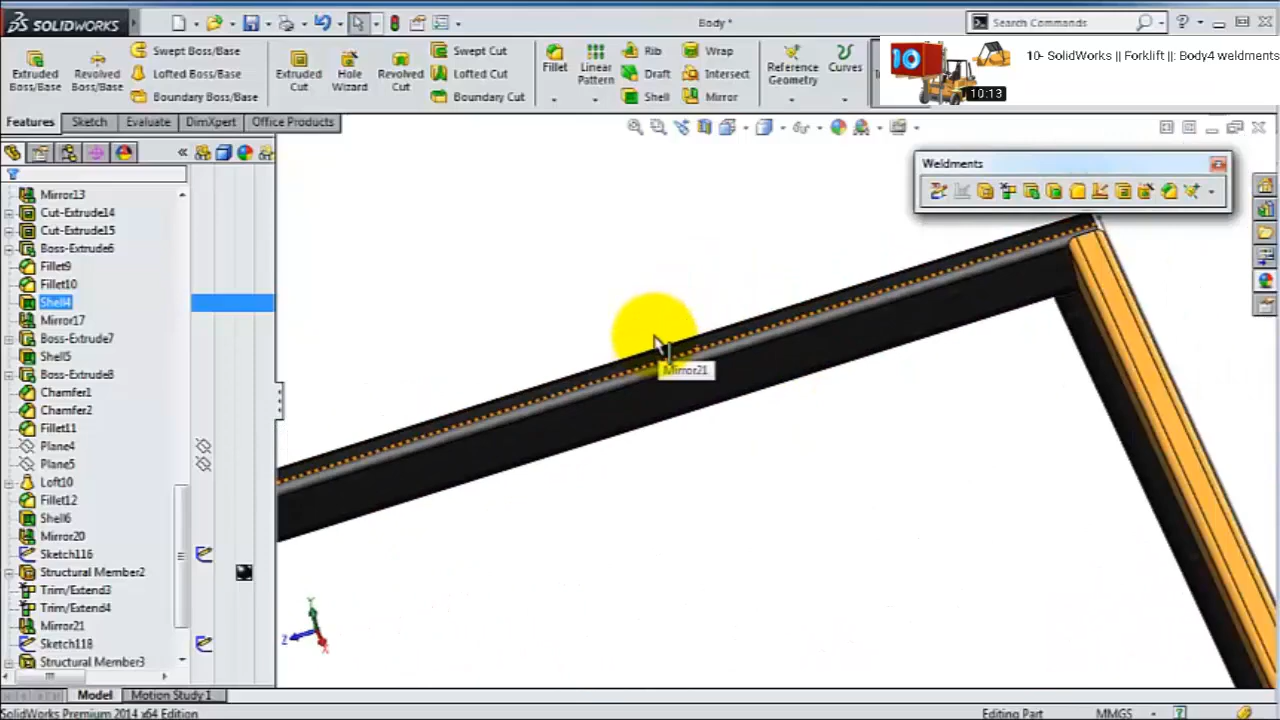 SOLIDWORKS
Body *
Search Commands
10- SolidWorks || Forklift ||: Body4 weldments
10
10:13
Extruded Boss/Base
Revolved Boss/Base
Swept Boss/Base
Lofted Boss/Base
Boundary Boss/Base
Extruded Cut
Hole Wizard
Revolved Cut
Swept Cut
Lofted Cut
Boundary Cut
Fillet
Linear Pattern
Rib
Draft
Shell
Wrap
Intersect
Mirror
Reference Geometry
Curves
Features
Sketch
Evaluate
DimXpert
Office Products
Weldments
Mirror13
Cut-Extrude14
Cut-Extrude15
Boss-Extrude6
Fillet9
Fillet10
Shell4
Mirror17
Boss-Extrude7
Shell5
Boss-Extrude8
Chamfer1
Chamfer2
Fillet11
Plane4
Plane5
Loft10
Fillet12
Shell6
Mirror20
Sketch116
Structural Member2
Trim/Extend3
Trim/Extend4
Mirror21
Sketch118
Structural Member3
Mirror21
Y
Z
X
Model
Motion Study 1
SolidWorks Premium 2014 x64 Edition
Editing Part
MMGS